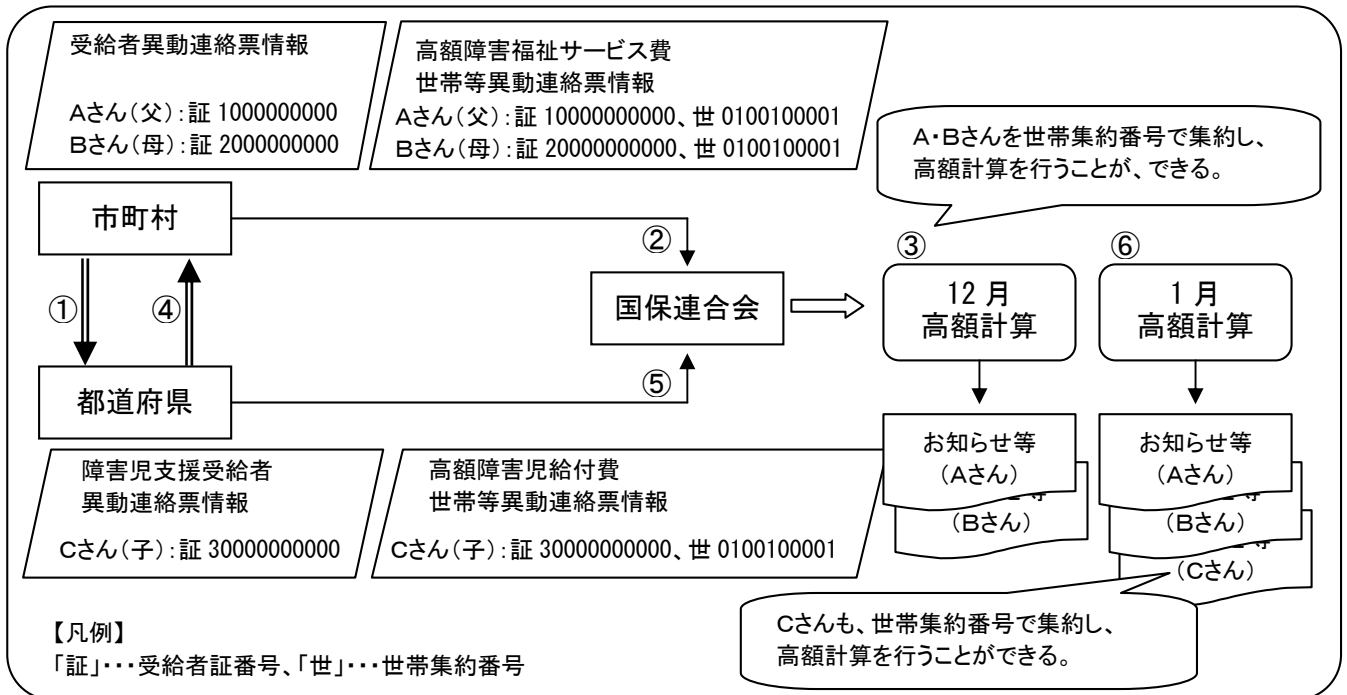 受給者異動連絡票情報
Aさん(父):証 1000000000
Bさん(母):証 2000000000
高額障害福祉サービス費
世帯等異動連絡票情報
Aさん(父):証 10000000000、世 0100100001
Bさん(母):証 20000000000、世 0100100001
A・Bさんを世帯集約番号で集約し、
高額計算を行うことが、できる。
市町村
②
③
⑥
①
④
国保連合会
12 月
高額計算
1 月
高額計算
都道府県
⑤
障害児支援受給者
異動連絡票情報
Cさん(子):証 30000000000
高額障害児給付費
世帯等異動連絡票情報
Cさん(子):証 30000000000、世 0100100001
お知らせ等
(Aさん)
(Bさん)
お知らせ等
(Aさん)
(Bさん)
(Cさん)
Cさんも、世帯集約番号で集約し、
高額計算を行うことができる。
【凡例】
「証」・・・受給者証番号、「世」・・・世帯集約番号